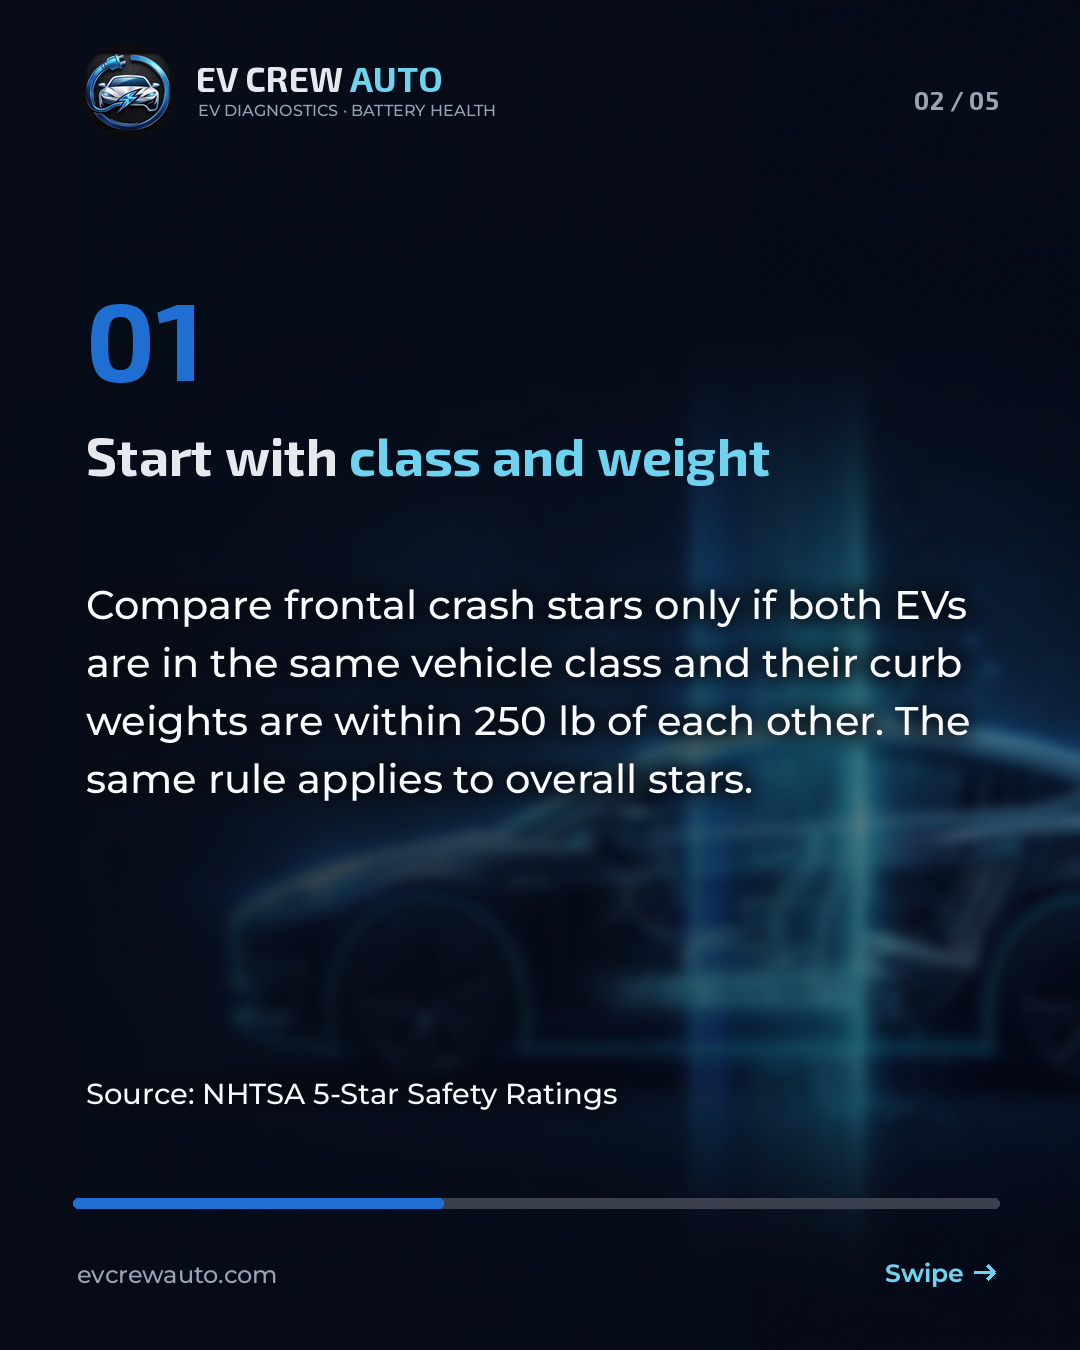 EV CREW AUTO
EV DIAGNOSTICS · BATTERY HEALTH
02 / 05
01
Start with class and weight
Compare frontal crash stars only if both EVs
are in the same vehicle class and their curb
weights are within 250 lb of each other. The
same rule applies to overall stars.
Source: NHTSA 5-Star Safety Ratings
evcrewauto.com
Swipe →